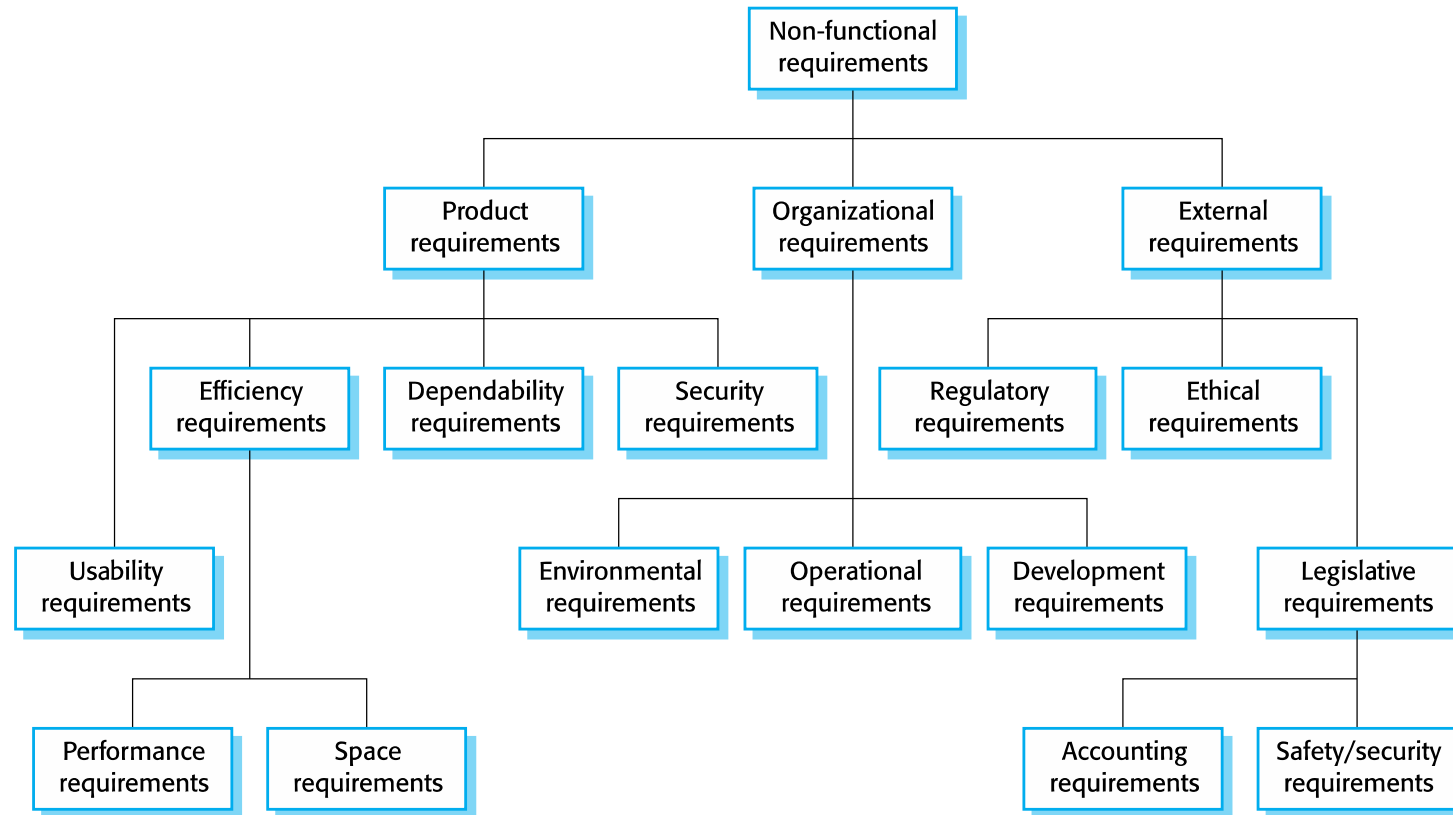 Non-functional
requirements
Product
requirements
Organizational
requirements
External
requirements
Efficiency
requirements
Dependability
requirements
Security
requirements
Regulatory
requirements
Ethical
requirements
Usability
requirements
Environmental
requirements
Operational
requirements
Development
requirements
Legislative
requirements
Performance
requirements
Space
requirements
Accounting
requirements
Safety/security
requirements